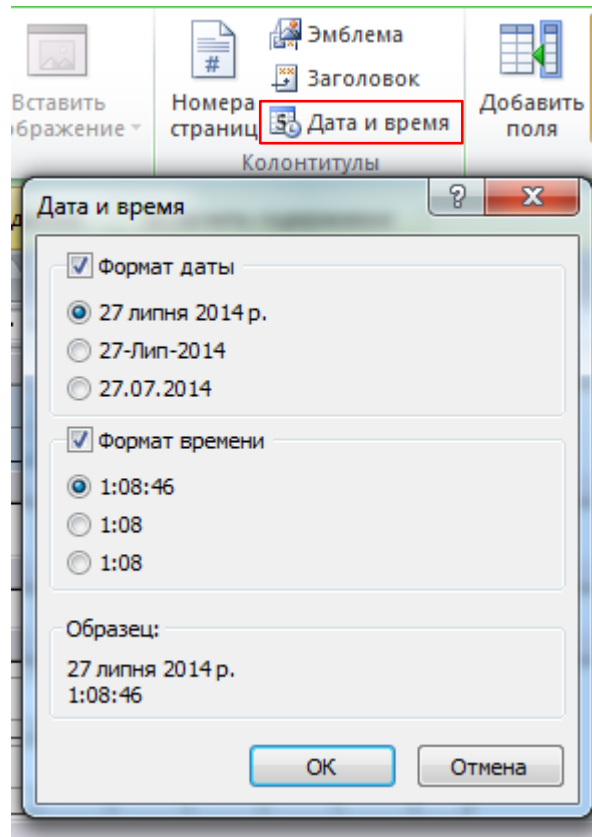 Эмблема
Заголовок
Дата и время
Вставить
бражение
Номера
страниц
Добавить
поля
Колонтитулы
Дата и время
Формат даты
27 липня 2014 р.
27-Лип-2014
27.07.2014
Формат времени
1:08:46
1:08
1:08
Образец:
27 липня 2014 р.
1:08:46
ОК
Отмена